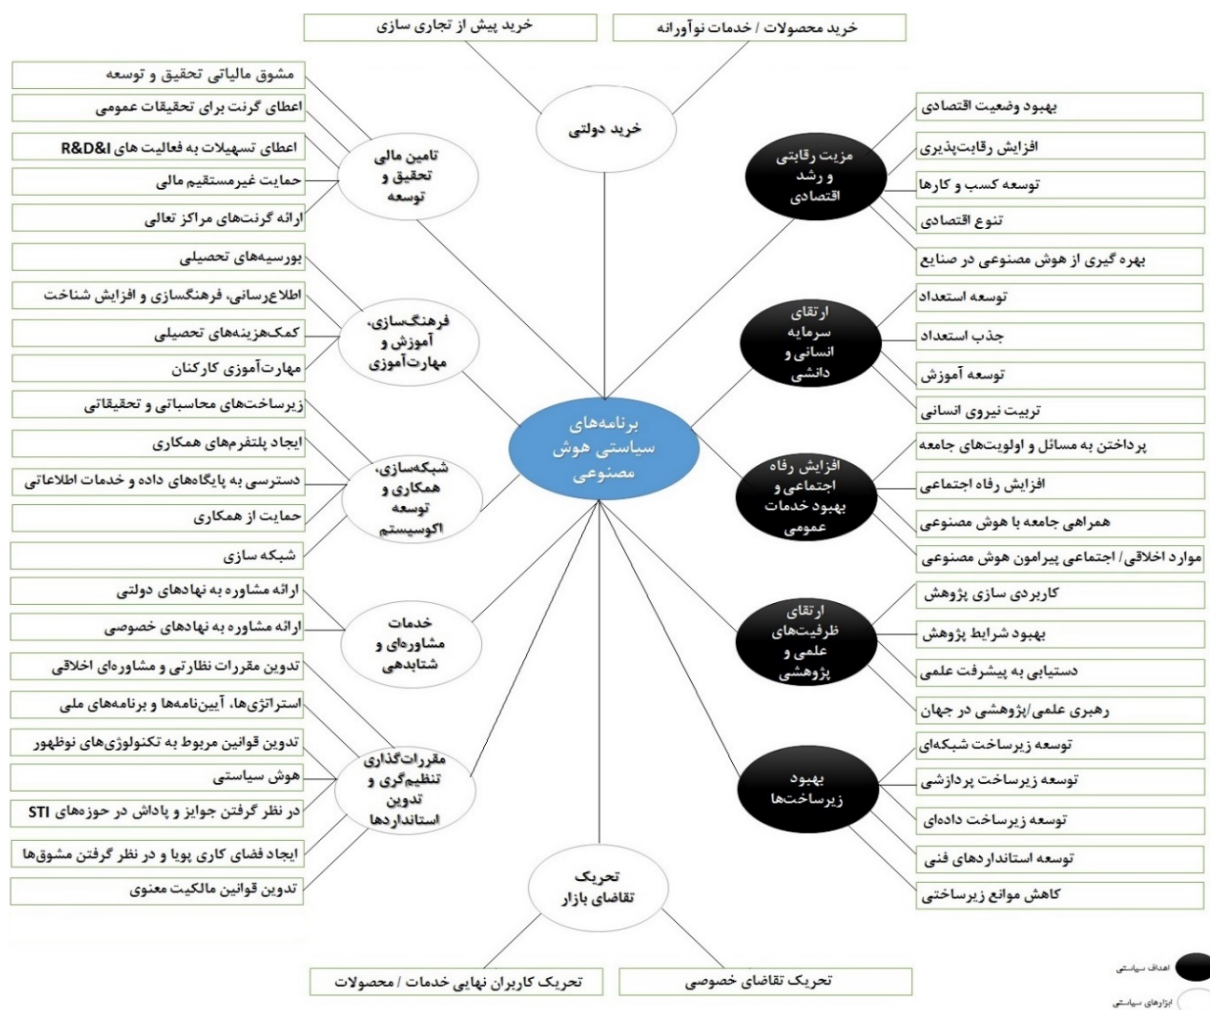 خرید پیش از تجاری سازی
خرید محصولات / خدمات نوآورانه
خرید دولتی
مزیت رقابتی
و رشد
اقتصادی
بهبود وضعیت اقتصادی
افزایش رقابت‌پذیری
توسعه کسب و کارها
تنوع اقتصادی
بهره گیری از هوش مصنوعی در صنایع
ارتقای
سرمایه
انسانی و
دانشی
توسعه استعداد
جذب استعداد
توسعه آموزش
تربیت نیروی انسانی
افزایش رفاه
اجتماعی و
بهبود خدمات
عمومی
پرداختن به مسائل و اولویت‌های جامعه
افزایش رفاه اجتماعی
همراهی جامعه با هوش مصنوعی
موارد اخلاقی/ اجتماعی پیرامون هوش مصنوعی
ارتقای
ظرفیت‌های
علمی و
پژوهشی
کاربردی سازی پژوهش
بهبود شرایط پژوهش
دستیابی به پیشرفت علمی
رهبری علمی/پژوهشی در جهان
بهبود
زیرساخت‌ها
توسعه زیرساخت شبکه‌ای
توسعه زیرساخت پردازشی
توسعه زیرساخت داده‌ای
توسعه استانداردهای فنی
کاهش موانع زیرساختی
برنامه‌های
سیاستی هوش
مصنوعی
تامین مالی
تحقیق و
توسعه
مشوق مالیاتی تحقیق و توسعه
اعطای گرنت برای تحقیقات عمومی
اعطای تسهیلات به فعالیت های R&D&I
حمایت غیرمستقیم مالی
ارائه گرنت‌های مراکز تعالی
فرهنگ‌سازی،
آموزش و
مهارت‌آموزی
بورسیه‌های تحصیلی
اطلاع‌رسانی، فرهنگسازی و افزایش شناخت
کمک‌هزینه‌های تحصیلی
مهارت‌آموزی کارکنان
شبکه‌سازی،
همکاری و
توسعه
اکوسیستم
زیرساخت‌های محاسباتی و تحقیقاتی
ایجاد پلتفرم‌های همکاری
دسترسی به پایگاه‌های داده و خدمات اطلاعاتی
حمایت از همکاری
شبکه سازی
خدمات
مشاوره‌ای و
شتابدهی
ارائه مشاوره به نهادهای دولتی
ارائه مشاوره به نهادهای خصوصی
مقررات‌گذاری
تنظیم‌گری و
تدوین
استانداردها
تدوین مقررات نظارتی و مشاوره‌ای اخلاقی
استراتژی‌ها، آیین‌نامه‌ها و برنامه‌های ملی
تدوین قوانین مربوط به تکنولوژی‌های نوظهور
هوش سیاستی
در نظر گرفتن جوایز و پاداش در حوزه‌های STI
ایجاد فضای کاری پویا و در نظر گرفتن مشوق‌ها
تدوین قوانین مالکیت معنوی
تحریک
تقاضای بازار
تحریک تقاضای خصوصی
تحریک کاربران نهایی خدمات / محصولات
اهداف سیاستی
ابزارهای سیاستی